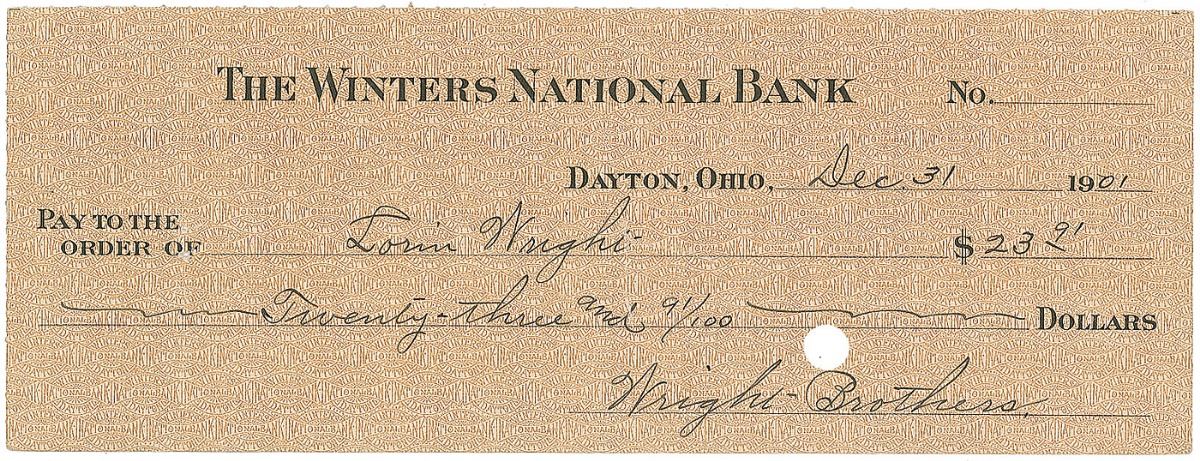 THE WINTERS NATIONAL BANK No.
DAYTON, OHIO, Dec. 31 1901
PAY TO THE
ORDER OF Lorin Wright $ 23 91
Twenty-three and 91/100 DOLLARS
Wright Brothers.